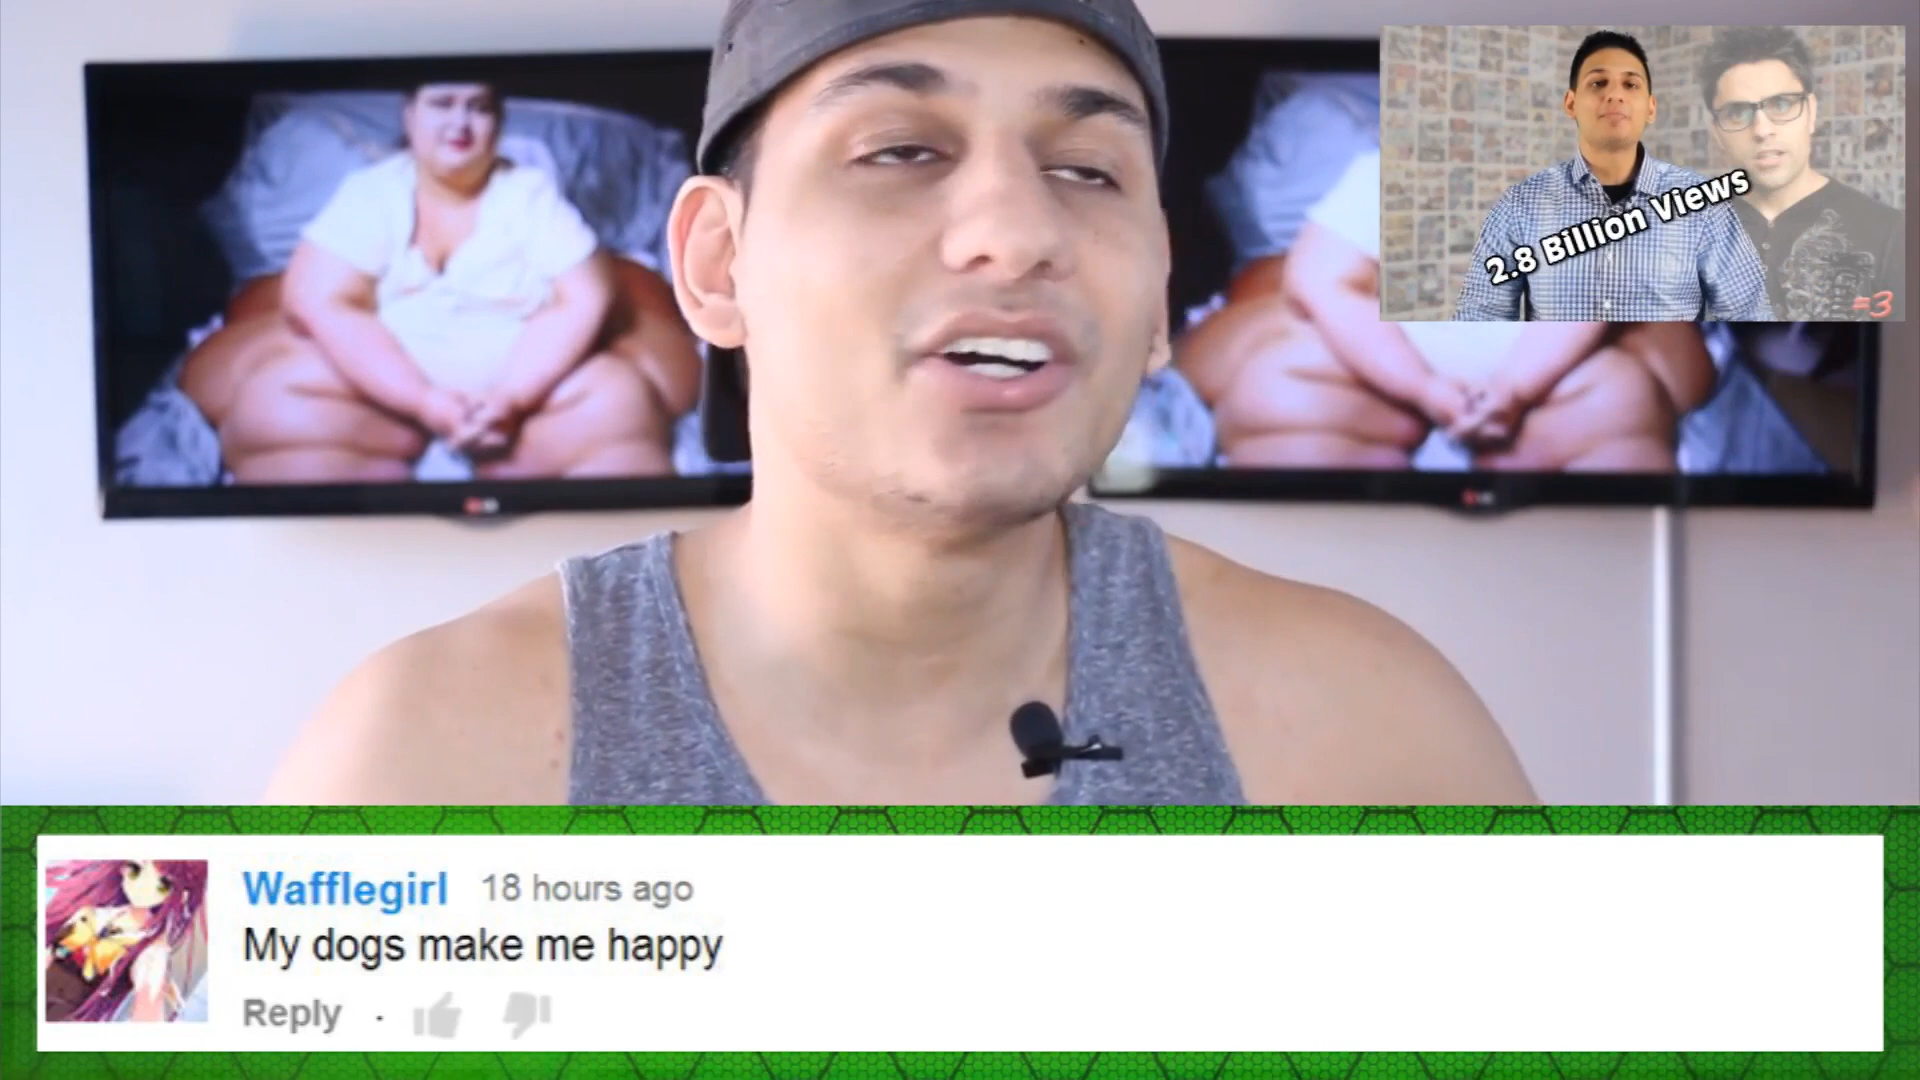 2.8 Billion Views
=3
Wafflegirl 18 hours ago
My dogs make me happy
Reply ·